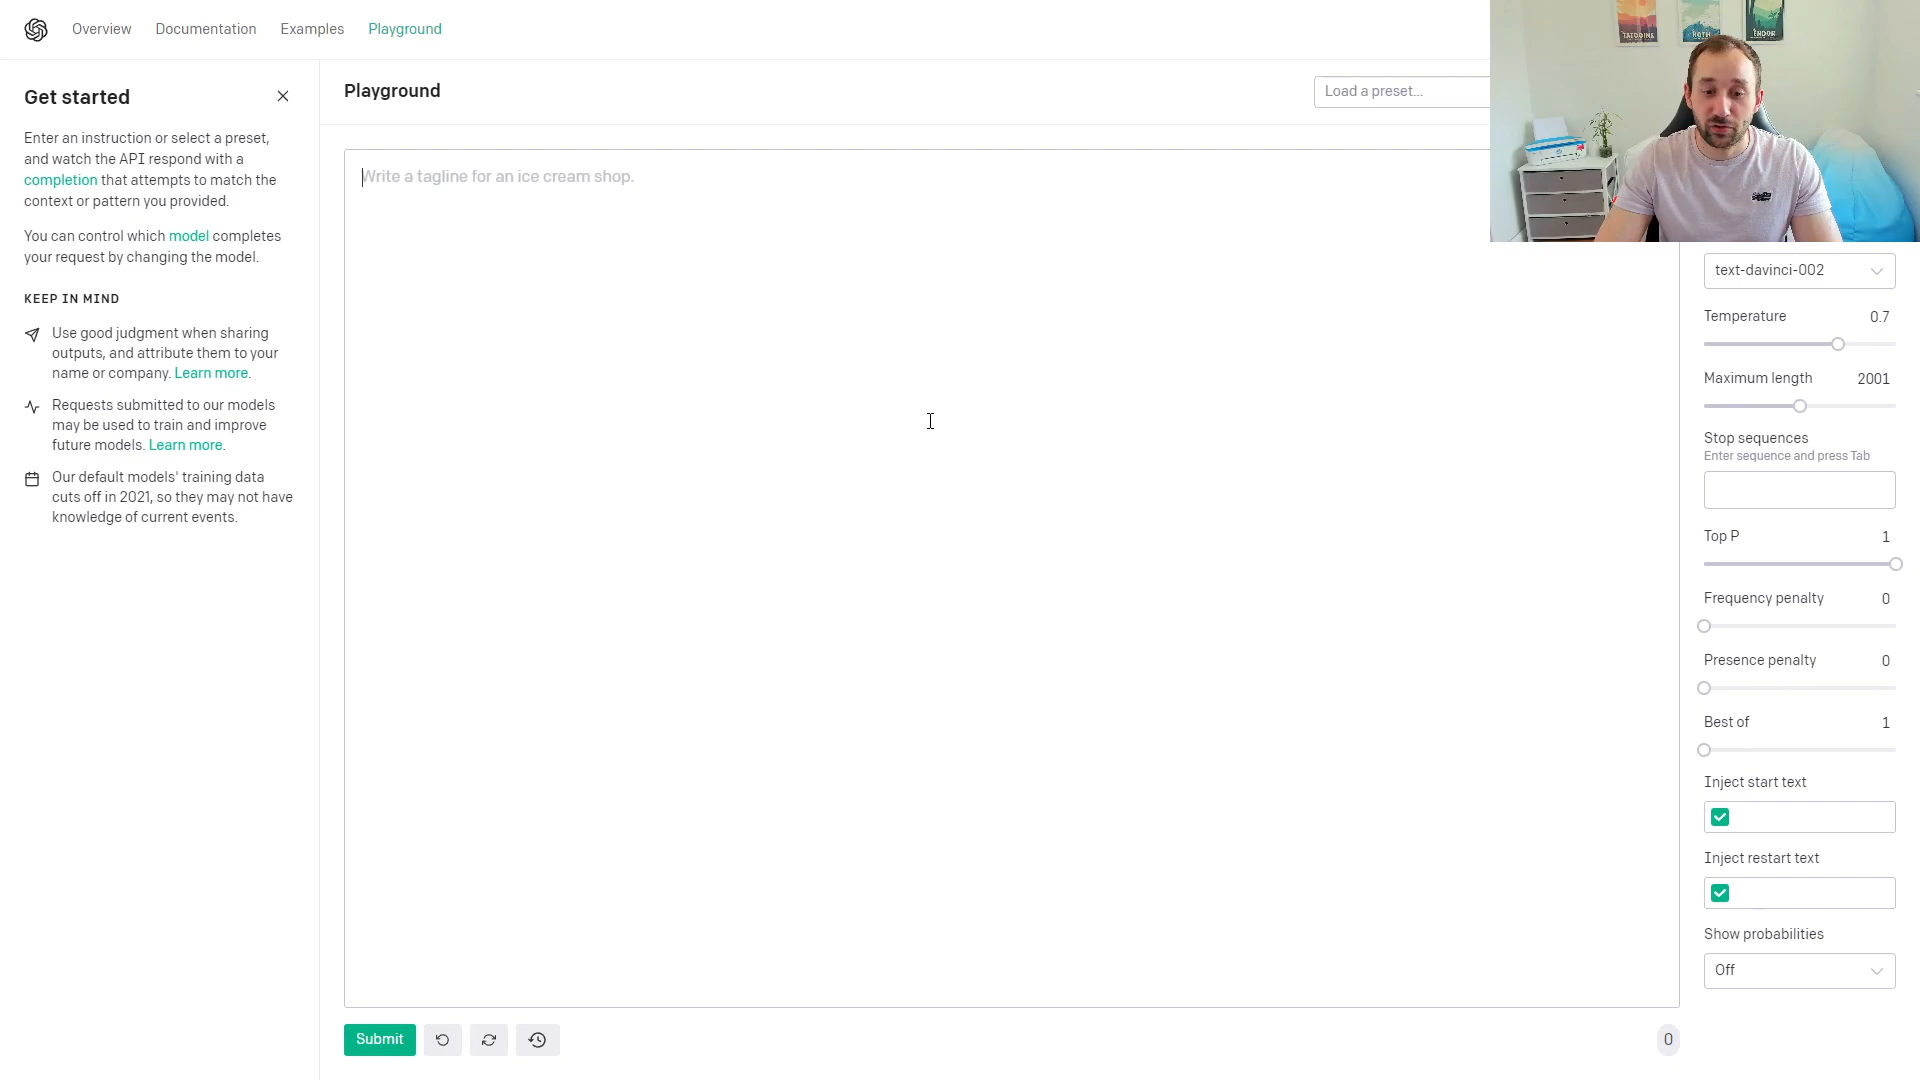 Overview Documentation Examples Playground
Get started
Enter an instruction or select a preset,
and watch the API respond with a
completion that attempts to match the
context or pattern you provided.
You can control which model completes
your request by changing the model.
KEEP IN MIND
Use good judgment when sharing
outputs, and attribute them to your
name or company. Learn more.
Requests submitted to our models
may be used to train and improve
future models. Learn more.
Our default models' training data
cuts off in 2021, so they may not have
knowledge of current events.
Playground
Load a preset...
Write a tagline for an ice cream shop.
Submit
0
TATOOINE HOTH ENDOR
text-davinci-002
Temperature 0.7
Maximum length 2001
Stop sequences
Enter sequence and press Tab
Top P 1
Frequency penalty 0
Presence penalty 0
Best of 1
Inject start text
Inject restart text
Show probabilities
Off